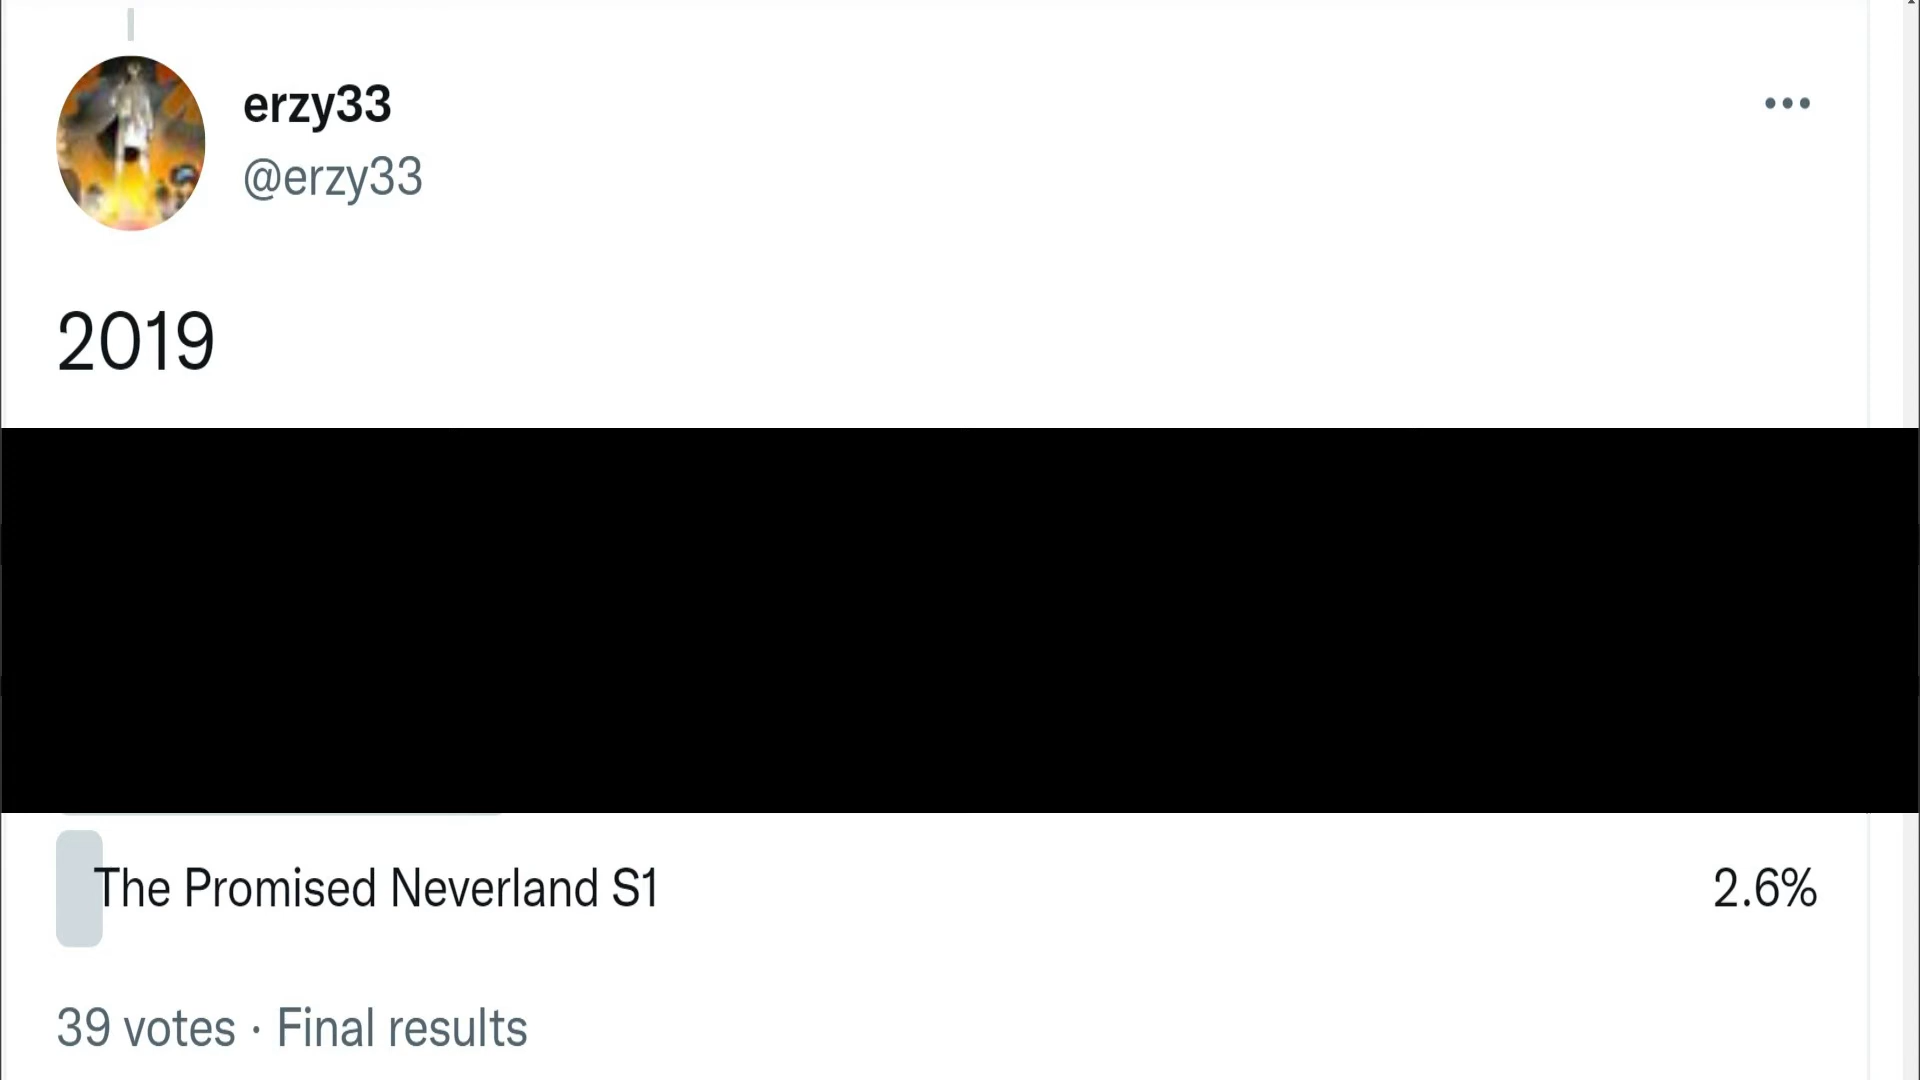 erzy33
@erzy33
2019
The Promised Neverland S1 2.6%
39 votes · Final results